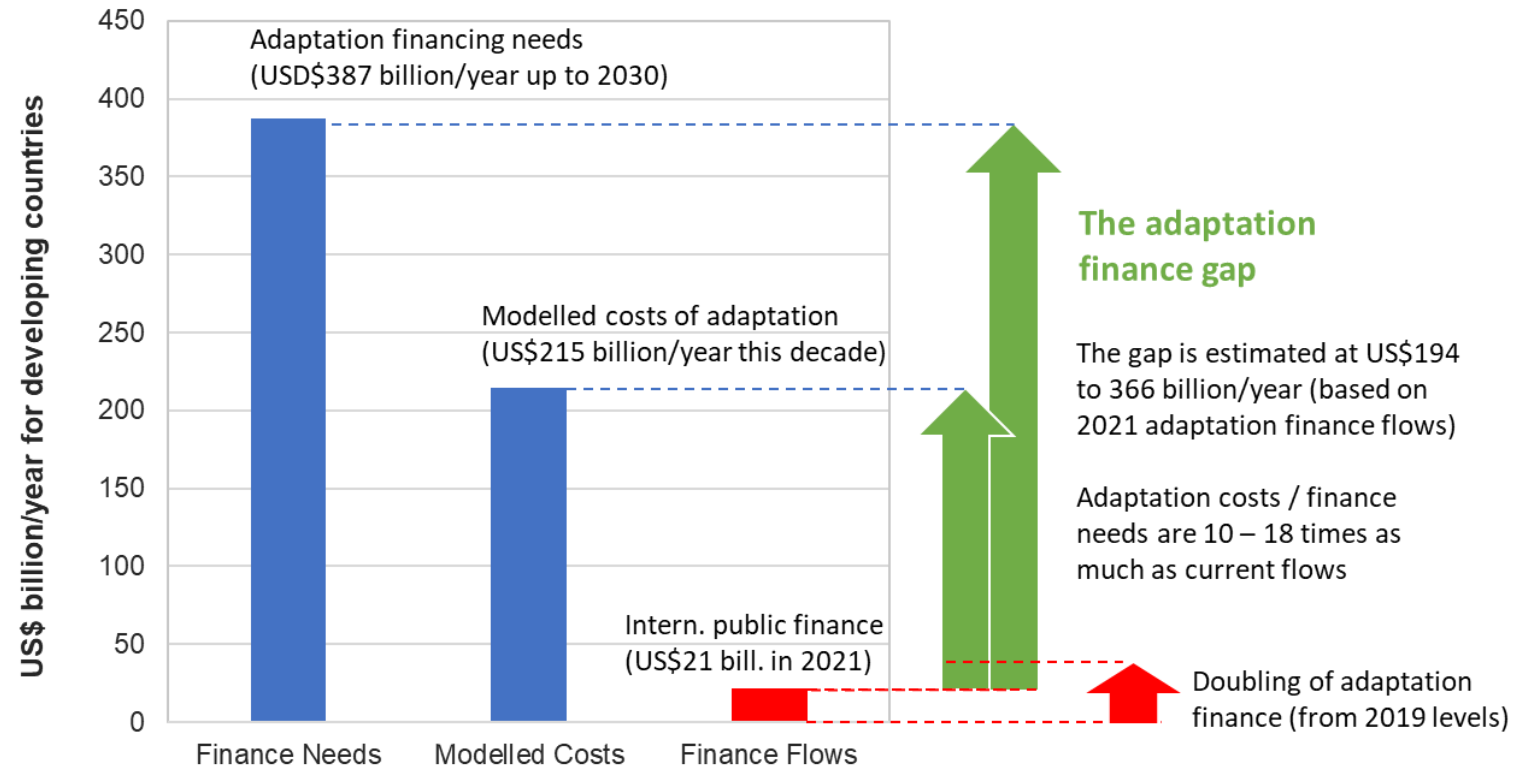 US$ billion/year for developing countries
450
400
350
300
250
200
150
100
50
0
Adaptation financing needs
(USD$387 billion/year up to 2030)
Modelled costs of adaptation
(US$215 billion/year this decade)
Intern. public finance
(US$21 bill. in 2021)
Finance Needs
Modelled Costs
Finance Flows
The adaptation
finance gap
The gap is estimated at US$194
to 366 billion/year (based on
2021 adaptation finance flows)
Adaptation costs / finance
needs are 10 – 18 times as
much as current flows
Doubling of adaptation
finance (from 2019 levels)